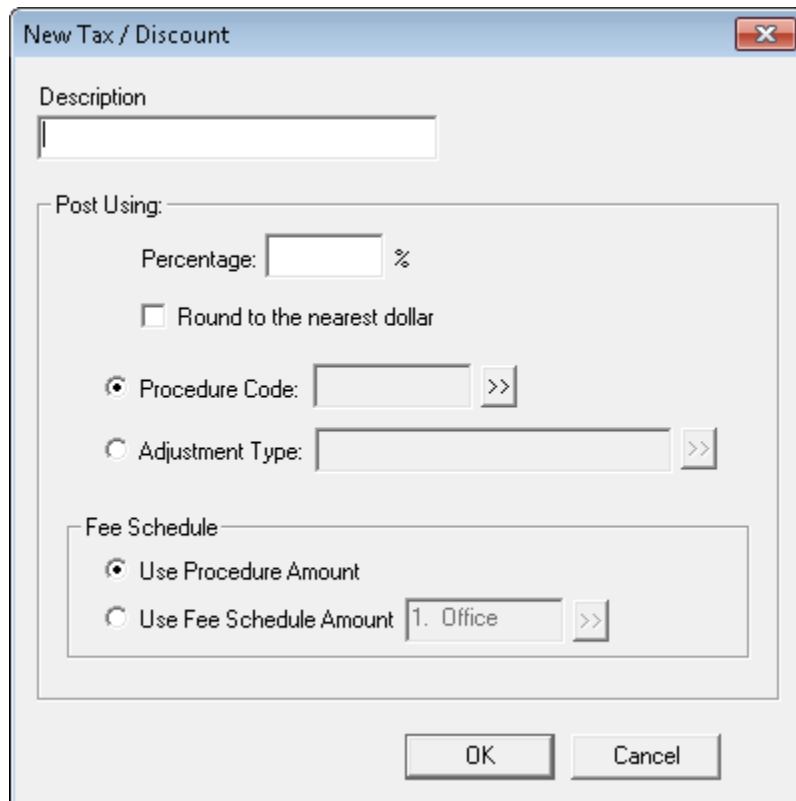 New Tax / Discount
Description
Post Using:
Percentage: %
Round to the nearest dollar
Procedure Code: >>
Adjustment Type: >>
Fee Schedule
Use Procedure Amount
Use Fee Schedule Amount 1. Office >>
OK Cancel